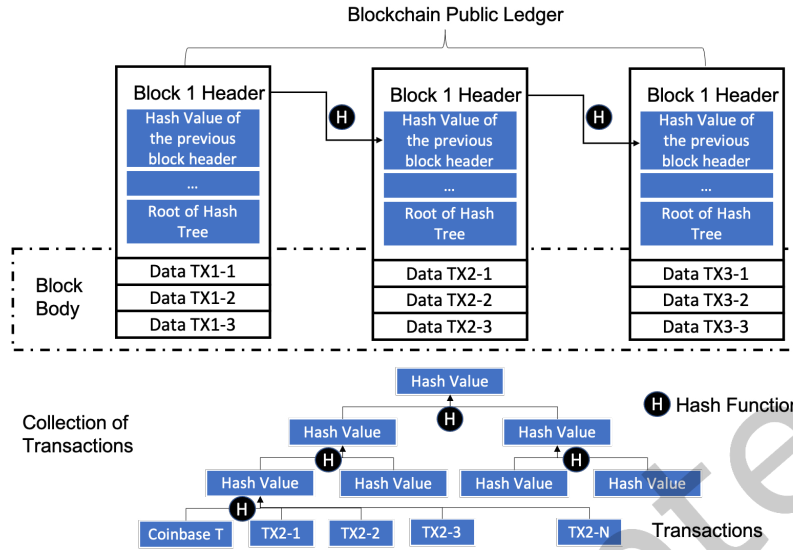 Blockchain Public Ledger
Block 1 Header
Hash Value of
the previous
block header
...
Root of Hash
Tree
Data TX1-1
Data TX1-2
Data TX1-3
H
Block 1 Header
Hash Value of
the previous
block header
...
Root of Hash
Tree
Data TX2-1
Data TX2-2
Data TX2-3
H
Block 1 Header
Hash Value of
the previous
block header
...
Root of Hash
Tree
Data TX3-1
Data TX3-2
Data TX3-3
Block
Body
Hash Value
H
H Hash Function
Collection of
Transactions
Hash Value
Hash Value
H
H
Hash Value
Hash Value
Hash Value
Hash Value
H
Coinbase T
TX2-1
TX2-2
TX2-3
TX2-N
Transactions